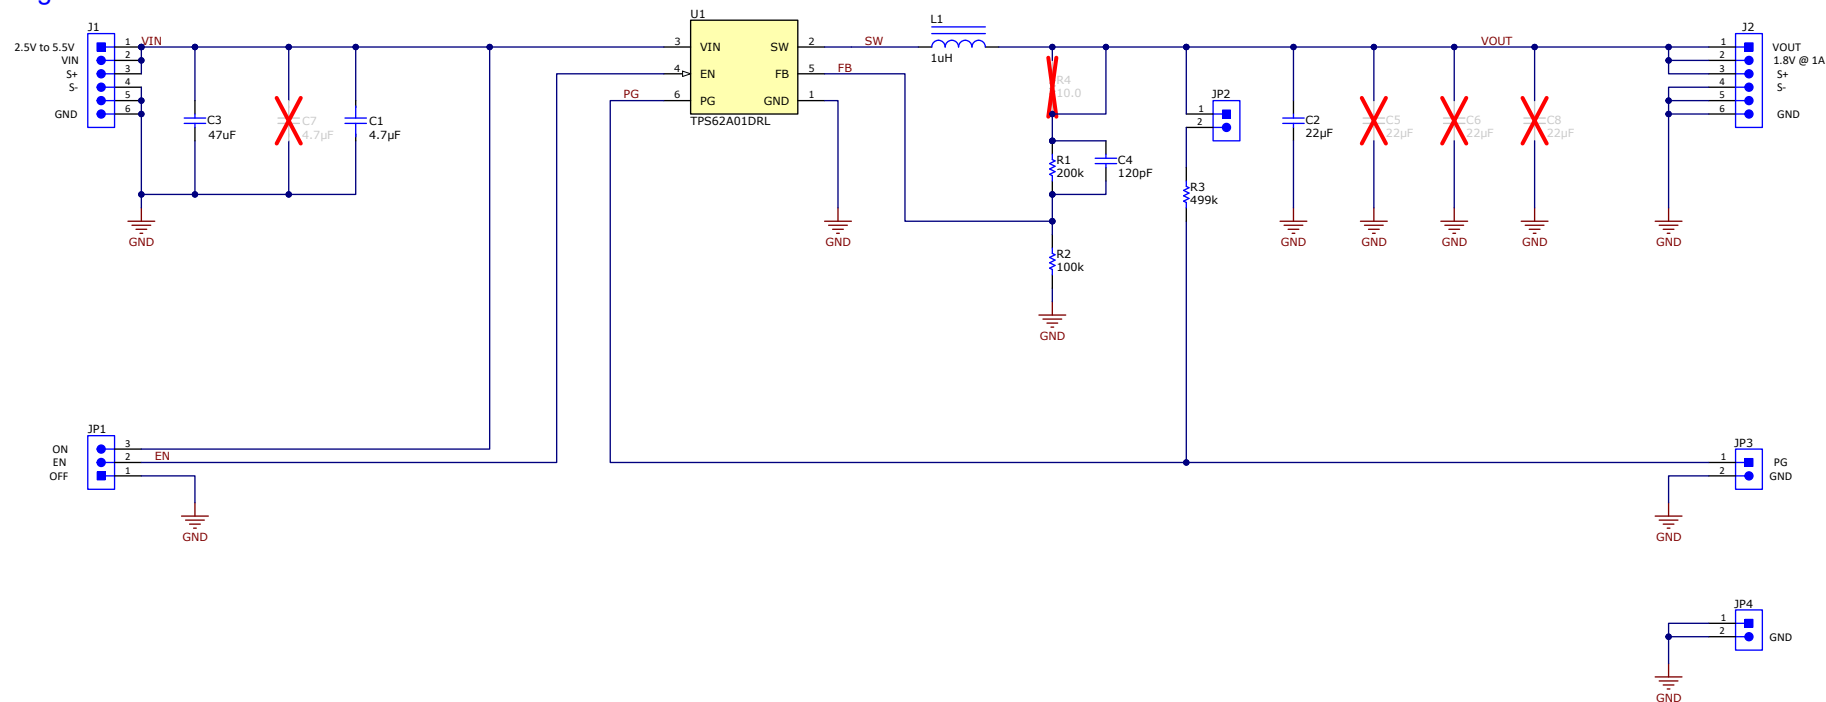 J1
2.5V to 5.5V
VIN
S+
S-
GND
1
2
3
4
5
6
VIN
C3
47uF
C7
4.7µF
C1
4.7µF
GND
U1
3 VIN SW 2
4 EN FB 5
6 PG GND 1
TPS62A01DRL
PG
SW
FB
GND
L1
1uH
R4
10.0
R1
200k
C4
120pF
R2
100k
GND
JP2
1
2
R3
499k
C2
22µF
GND
C5
22µF
GND
C6
22µF
GND
VOUT
C8
22µF
GND
J2
1
2
3
4
5
6
VOUT
1.8V @ 1A
S+
S-
GND
GND
JP1
ON 3
EN 2 EN
OFF 1
GND
JP3
1 PG
2 GND
GND
JP4
1
2 GND
GND